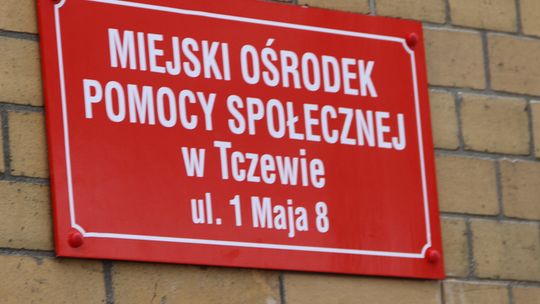 MIEJSKI OŚRODEK
POMOCY SPOŁECZNEJ
w Tczewie
ul. 1 Maja 8